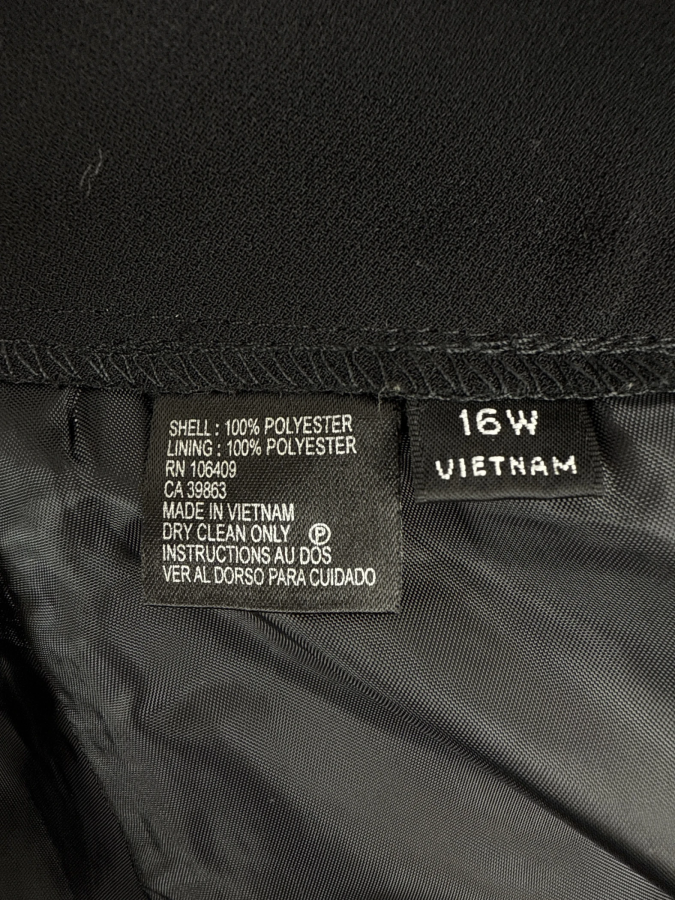 SHELL : 100% POLYESTER
LINING : 100% POLYESTER
RN 106409
CA 39863
MADE IN VIETNAM
DRY CLEAN ONLY Ⓟ
INSTRUCTIONS AU DOS
VER AL DORSO PARA CUIDADO
16W
VIETNAM